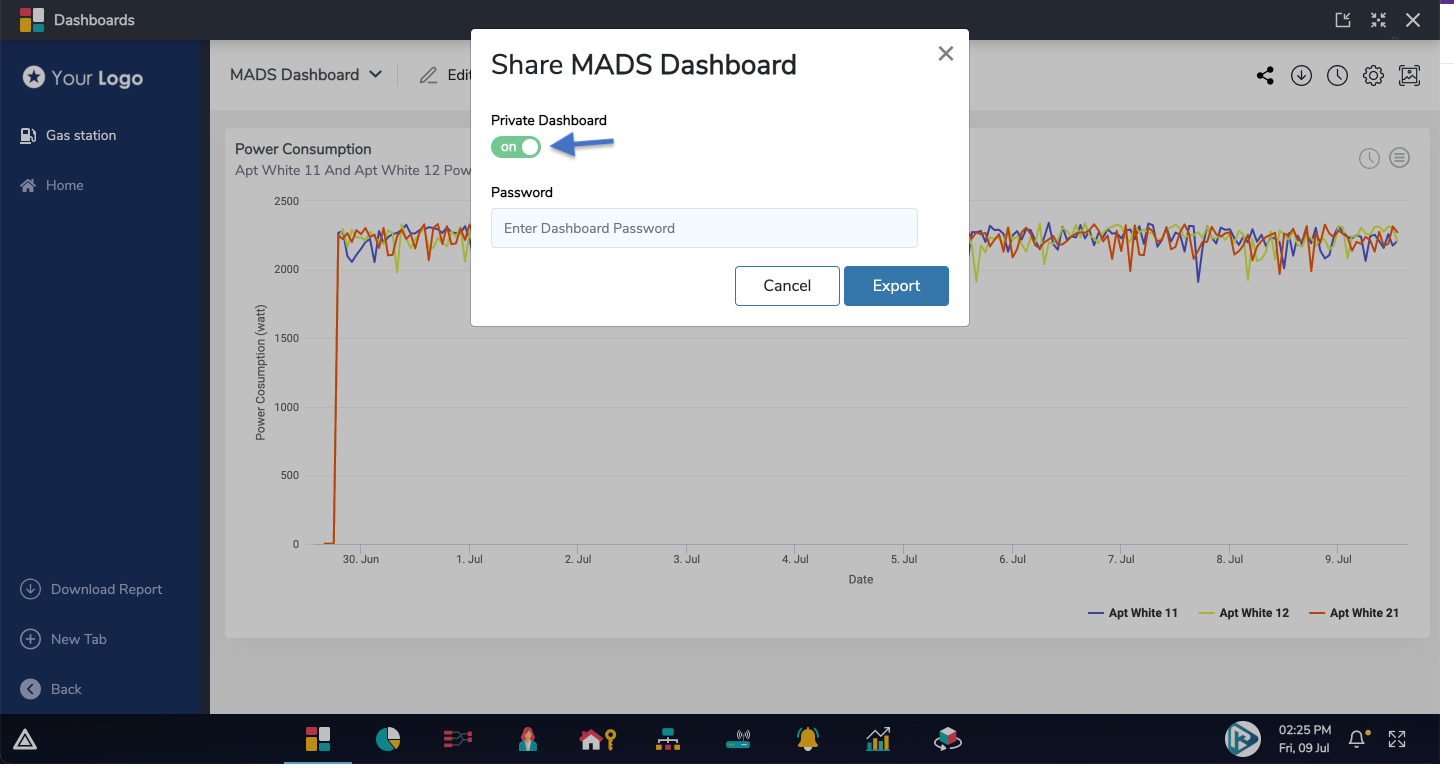 Dashboards
Your Logo
Gas station
Home
Download Report
New Tab
Back
MADS Dashboard
Edit
Share MADS Dashboard
Private Dashboard
on
Password
Enter Dashboard Password
Cancel
Export
Power Consumption
Apt White 11 And Apt White 12 Pow
2500
2000
1500
1000
500
0
Power Cosumption (watt)
30. Jun
1. Jul
2. Jul
3. Jul
4. Jul
5. Jul
6. Jul
7. Jul
8. Jul
9. Jul
Date
Apt White 11
Apt White 12
Apt White 21
02:25 PM
Fri, 09 Jul